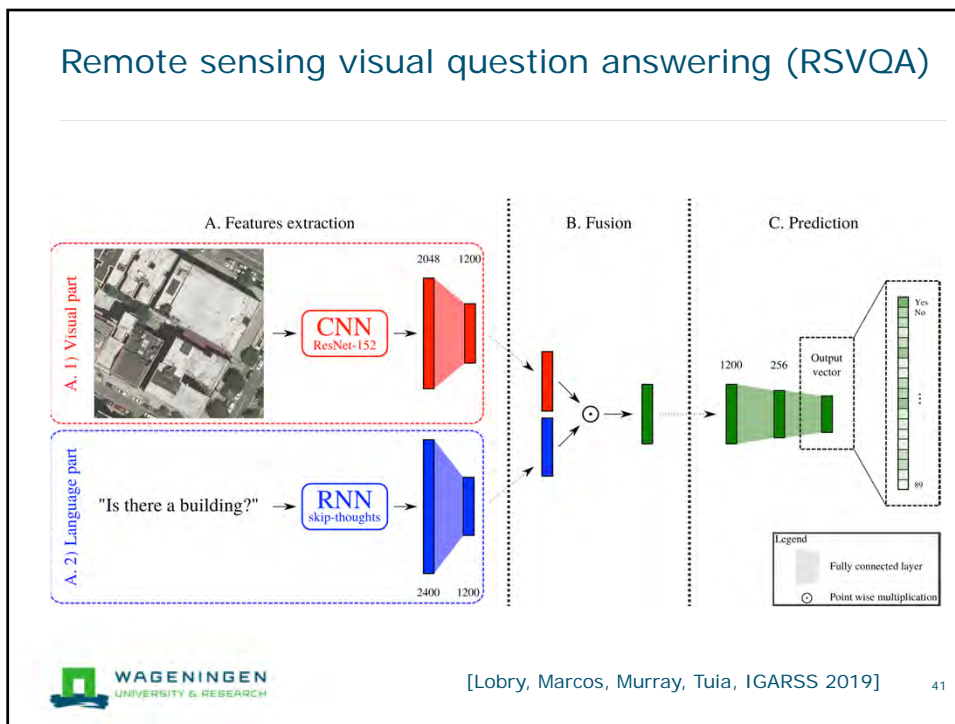 Remote sensing visual question answering (RSVQA)
A. Features extraction
B. Fusion
C. Prediction
A. 1) Visual part
2048 1200
CNN
ResNet-152
A. 2) Language part
"Is there a building?"
RNN
skip-thoughts
2400 1200
1200 256
Output
vector
Yes
No
...
89
Legend
Fully connected layer
Point wise multiplication
WAGENINGEN
UNIVERSITY & RESEARCH
[Lobry, Marcos, Murray, Tuia, IGARSS 2019]
41